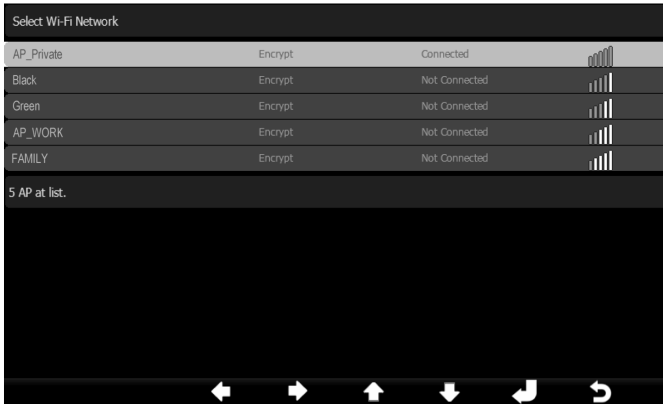 Select Wi-Fi Network
AP_Private Encrypt Connected
Black Encrypt Not Connected
Green Encrypt Not Connected
AP_WORK Encrypt Not Connected
FAMILY Encrypt Not Connected
5 AP at list.